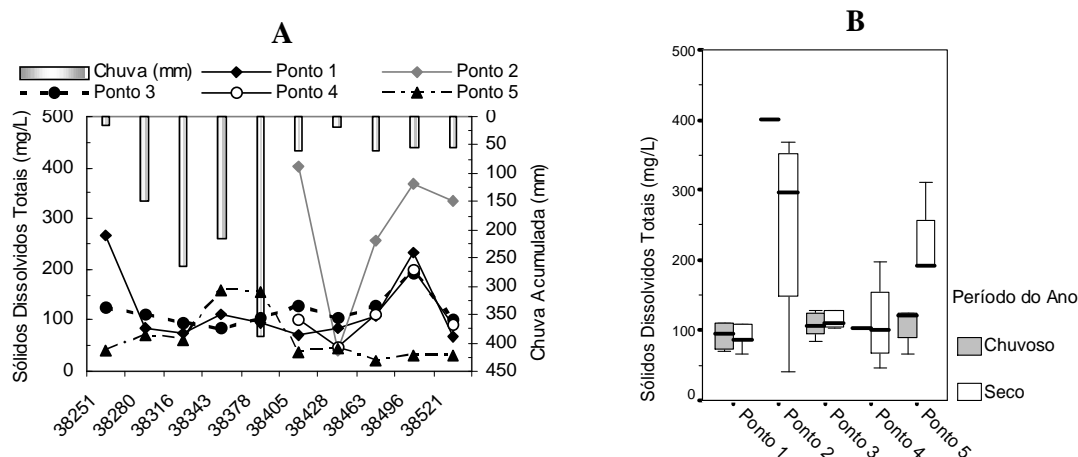 A
Chuva (mm) Ponto 1 Ponto 2
Ponto 3 Ponto 4 Ponto 5
Sólidos Dissolvidos Totais (mg/L)
500
400
300
200
100
0
0
50
100
150
200
250
300
350
400
450
Chuva Acumulada (mm)
38251
38280
38316
38343
38378
38405
38428
38463
38496
38521
B
Sólidos Dissolvidos Totais (mg/L)
500
400
300
200
100
0
Ponto 1
Ponto 2
Ponto 3
Ponto 4
Ponto 5
Período do Ano
Chuvoso
Seco